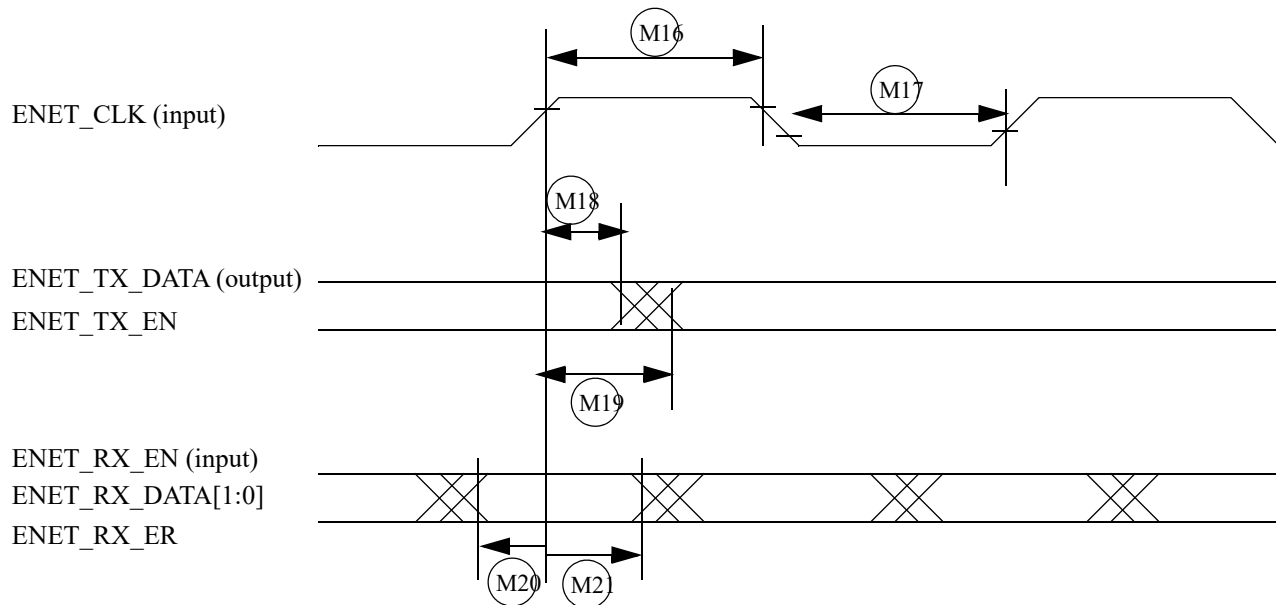 M16
ENET_CLK (input)
M17
M18
ENET_TX_DATA (output)
ENET_TX_EN
M19
ENET_RX_EN (input)
ENET_RX_DATA[1:0]
ENET_RX_ER
M20
M21